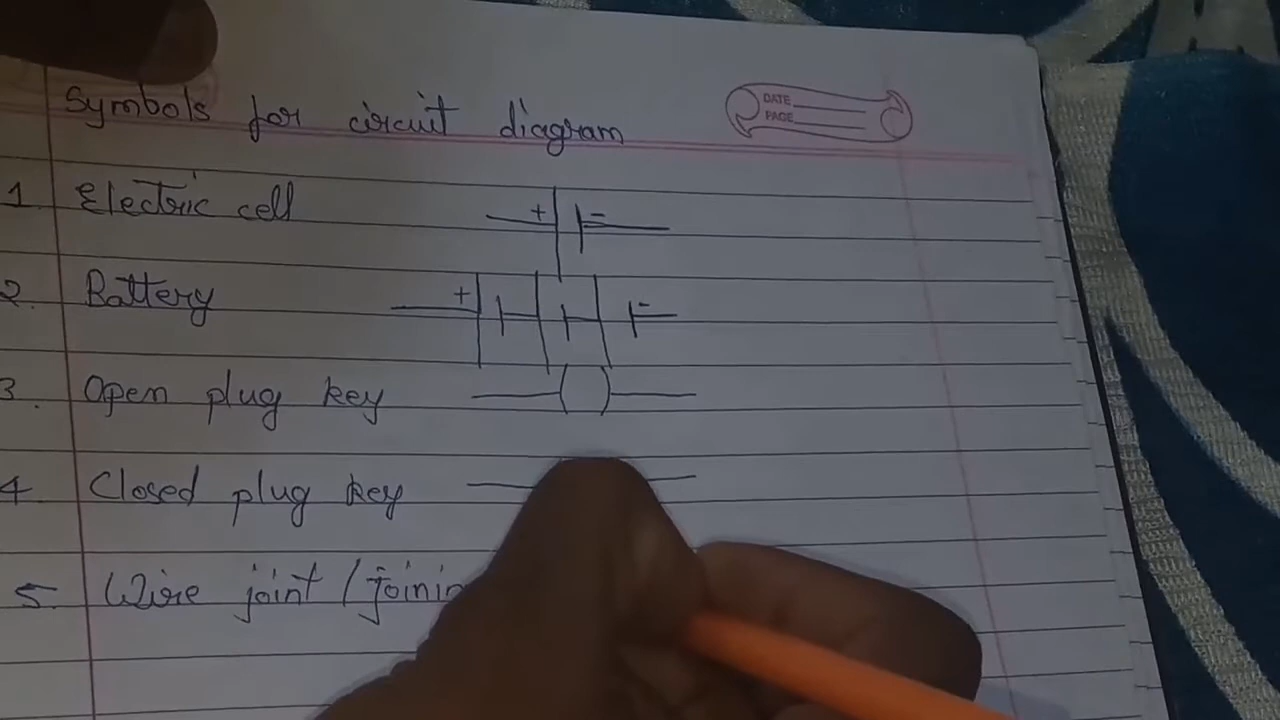 Symbols for circuit diagram
DATE
PAGE
1. Electric cell + -
2. Battery + -
3. Open plug key
4. Closed plug key
5. Wire joint /